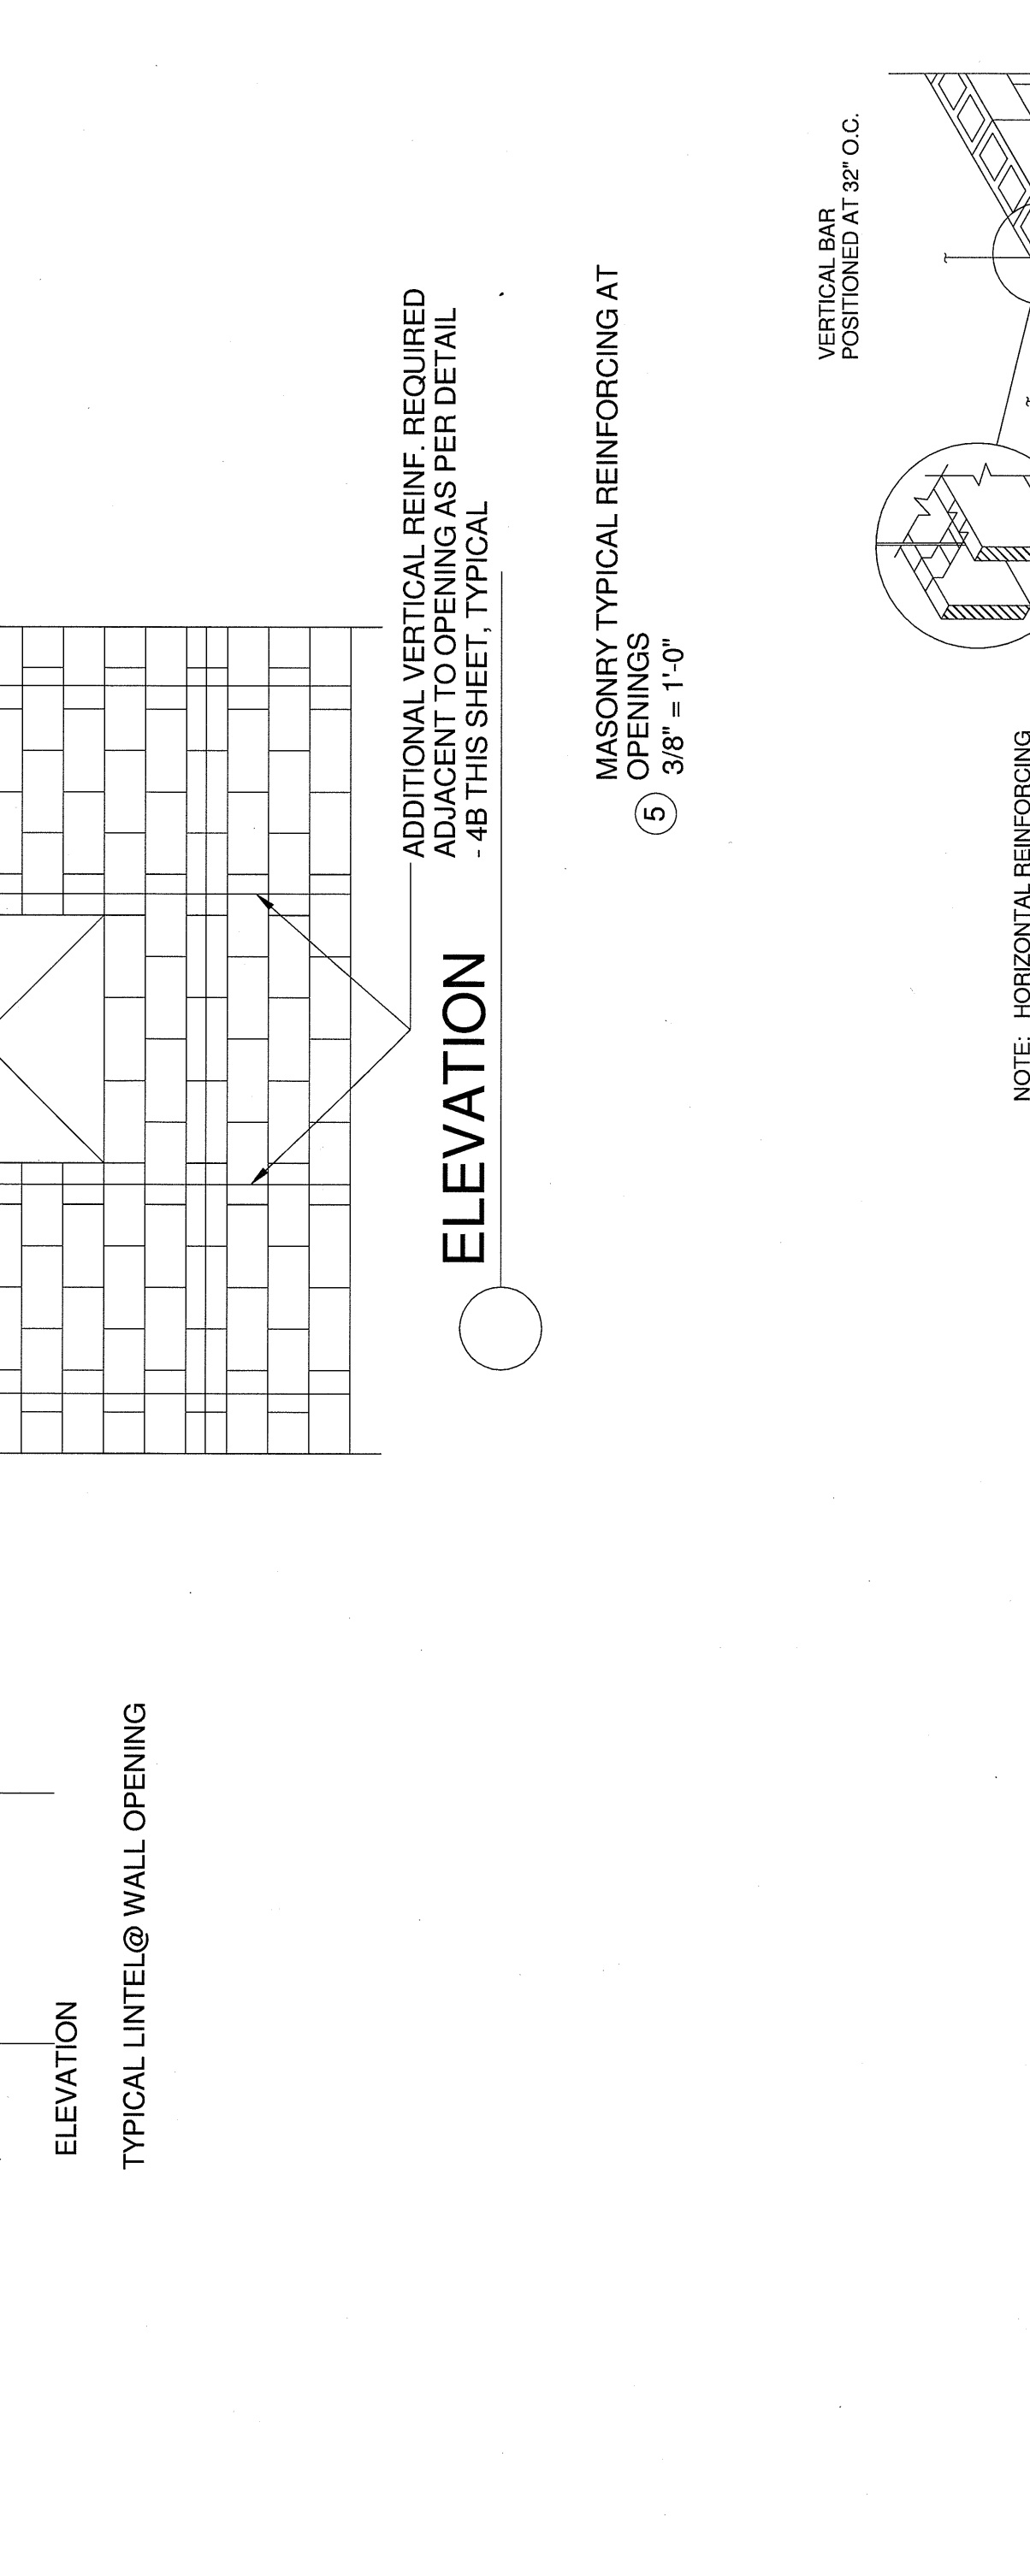 ELEVATION
TYPICAL LINTEL@ WALL OPENING
ADDITIONAL VERTICAL REINF. REQUIRED
ADJACENT TO OPENING AS PER DETAIL
- 4B THIS SHEET, TYPICAL
ELEVATION
MASONRY TYPICAL REINFORCING AT
OPENINGS
5
3/8" = 1'-0"
VERTICAL BAR
POSITIONED AT 32" O.C.
NOTE: HORIZONTAL REINFORCING